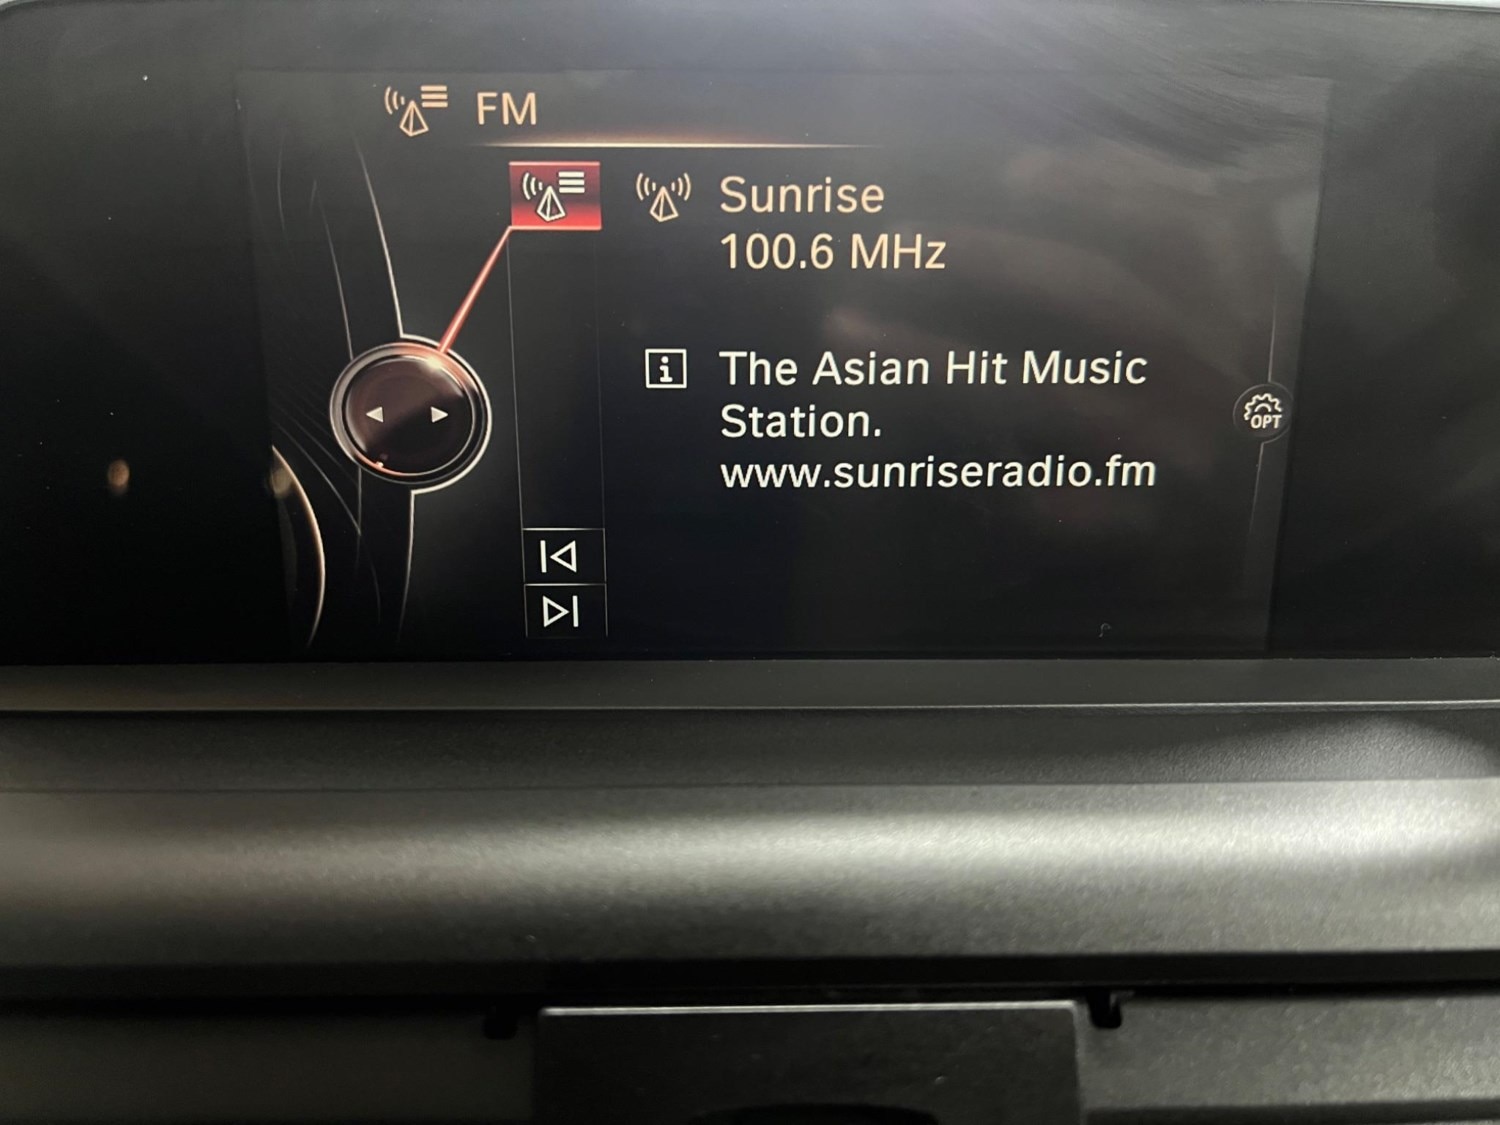 FM
Sunrise
100.6 MHz
The Asian Hit Music
Station.
www.sunriseradio.fm
OPT